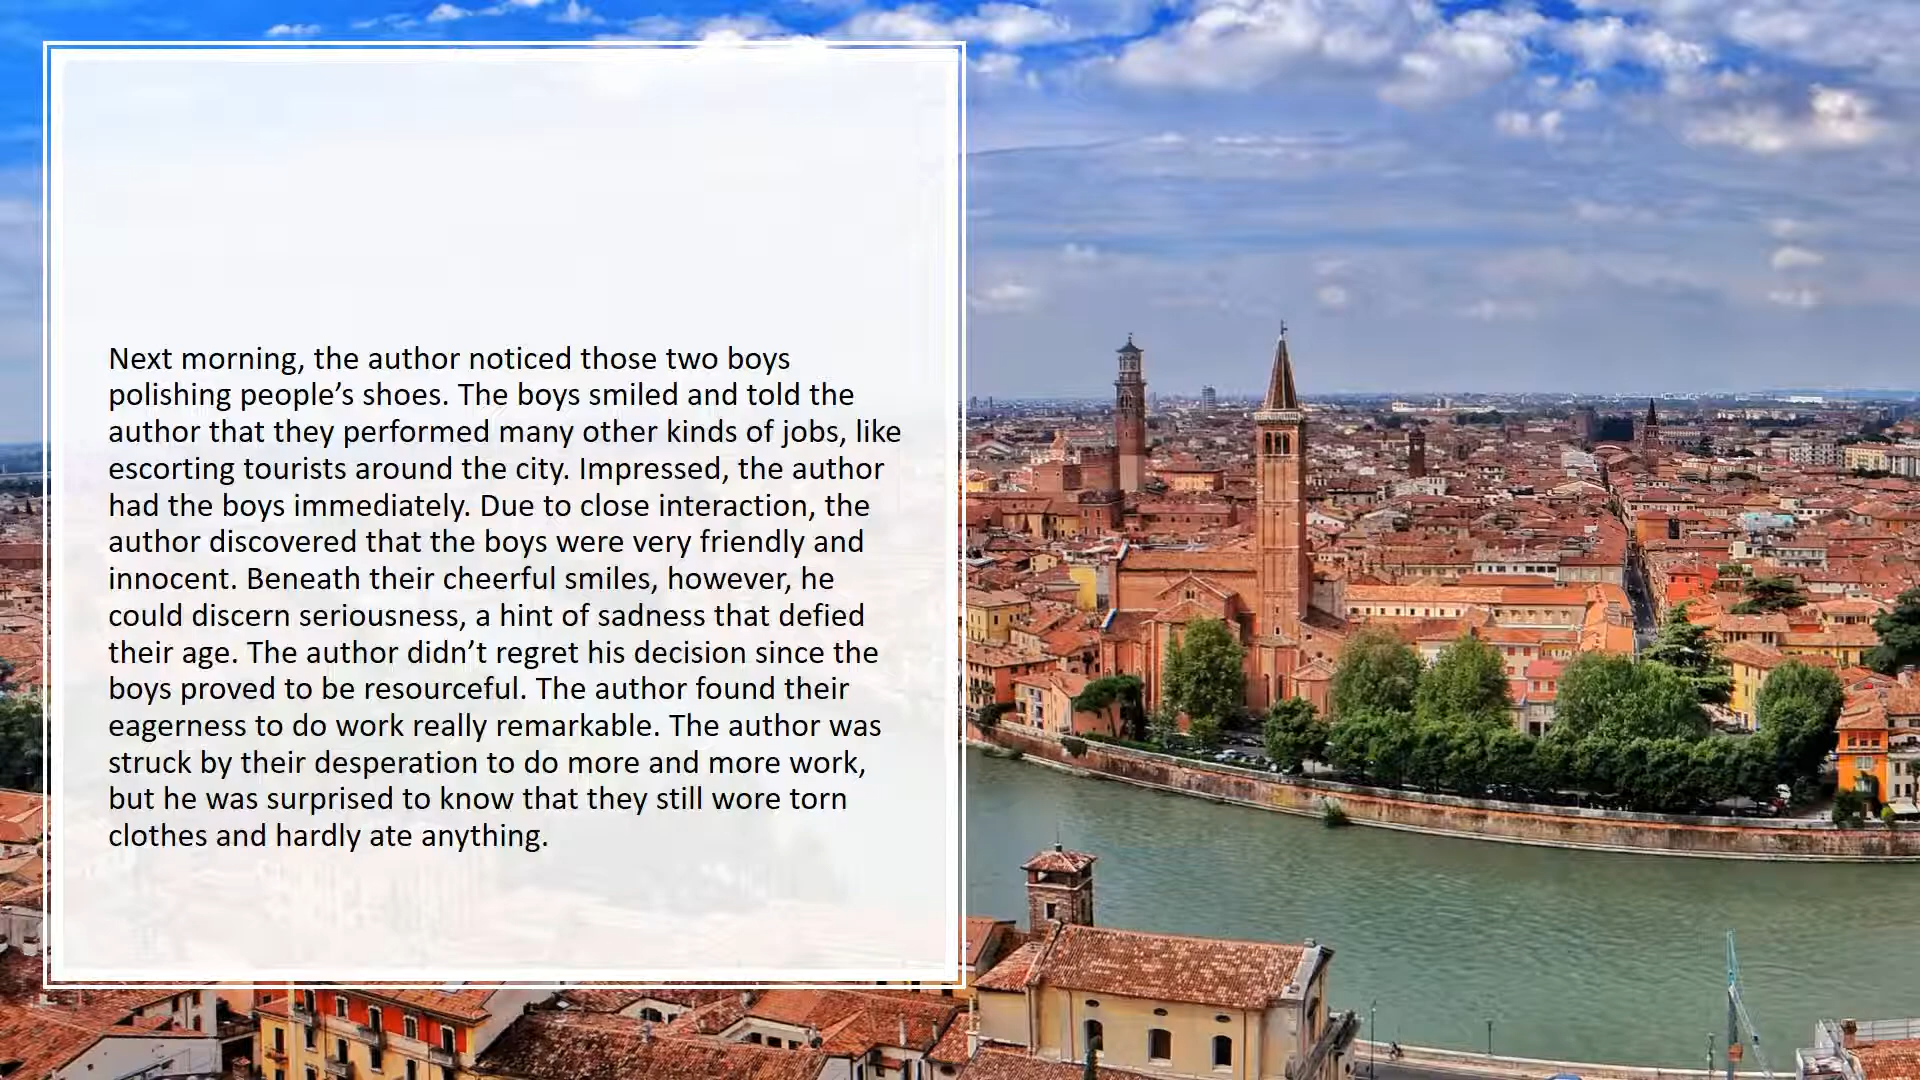 Next morning, the author noticed those two boys
polishing people’s shoes. The boys smiled and told the
author that they performed many other kinds of jobs, like
escorting tourists around the city. Impressed, the author
had the boys immediately. Due to close interaction, the
author discovered that the boys were very friendly and
innocent. Beneath their cheerful smiles, however, he
could discern seriousness, a hint of sadness that defied
their age. The author didn’t regret his decision since the
boys proved to be resourceful. The author found their
eagerness to do work really remarkable. The author was
struck by their desperation to do more and more work,
but he was surprised to know that they still wore torn
clothes and hardly ate anything.